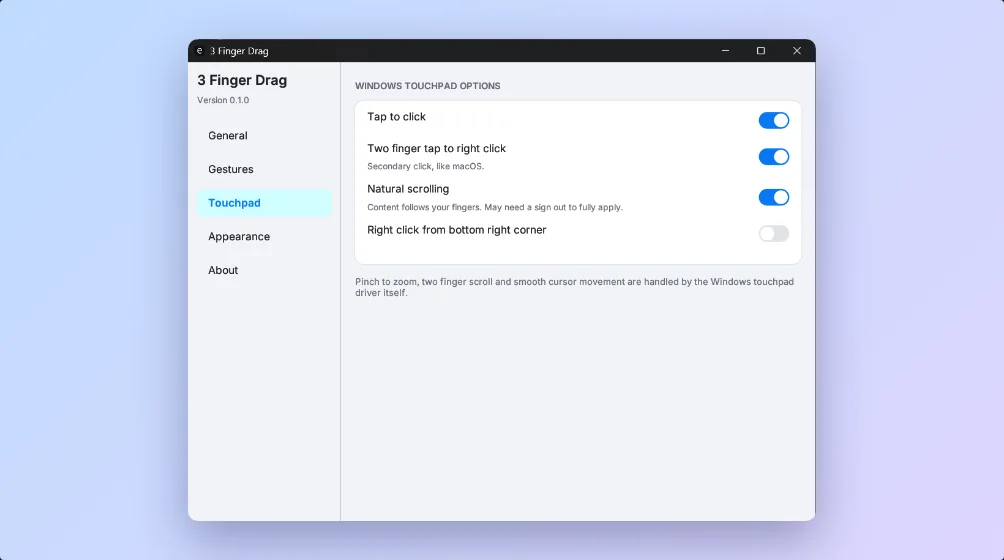 e 3 Finger Drag
3 Finger Drag
Version 0.1.0
General
Gestures
Touchpad
Appearance
About
WINDOWS TOUCHPAD OPTIONS
Tap to click
Two finger tap to right click
Secondary click, like macOS.
Natural scrolling
Content follows your fingers. May need a sign out to fully apply.
Right click from bottom right corner
Pinch to zoom, two finger scroll and smooth cursor movement are handled by the Windows touchpad
driver itself.